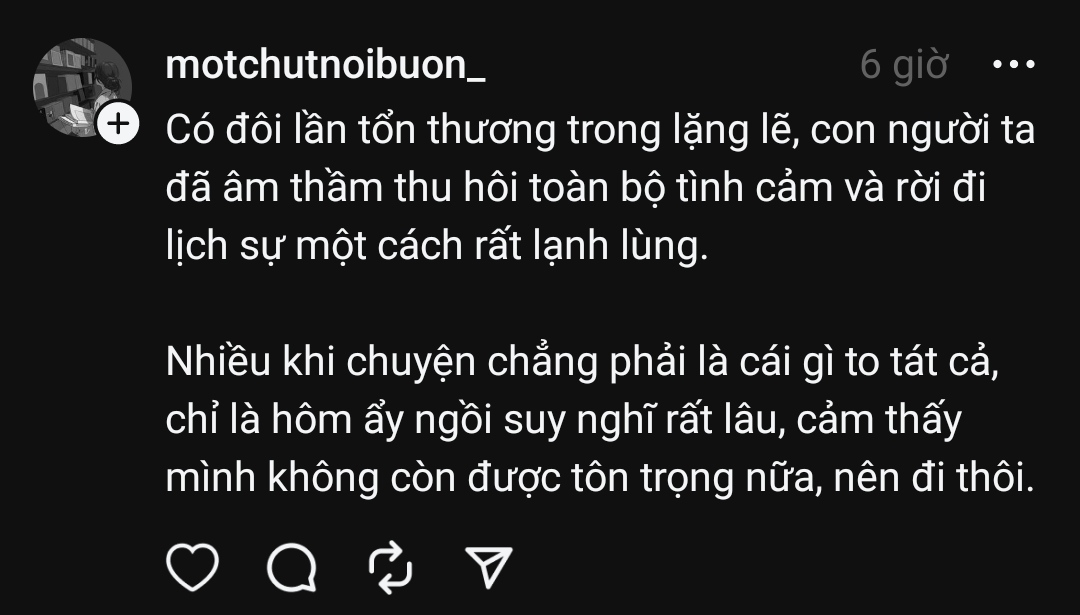 motchutnoibuon_
6 giờ
Có đôi lần tổn thương trong lặng lẽ, con người ta
đã âm thầm thu hồi toàn bộ tình cảm và rời đi
lịch sự một cách rất lạnh lùng.
Nhiều khi chuyện chẳng phải là cái gì to tát cả,
chỉ là hôm ấy ngồi suy nghĩ rất lâu, cảm thấy
mình không còn được tôn trọng nữa, nên đi thôi.